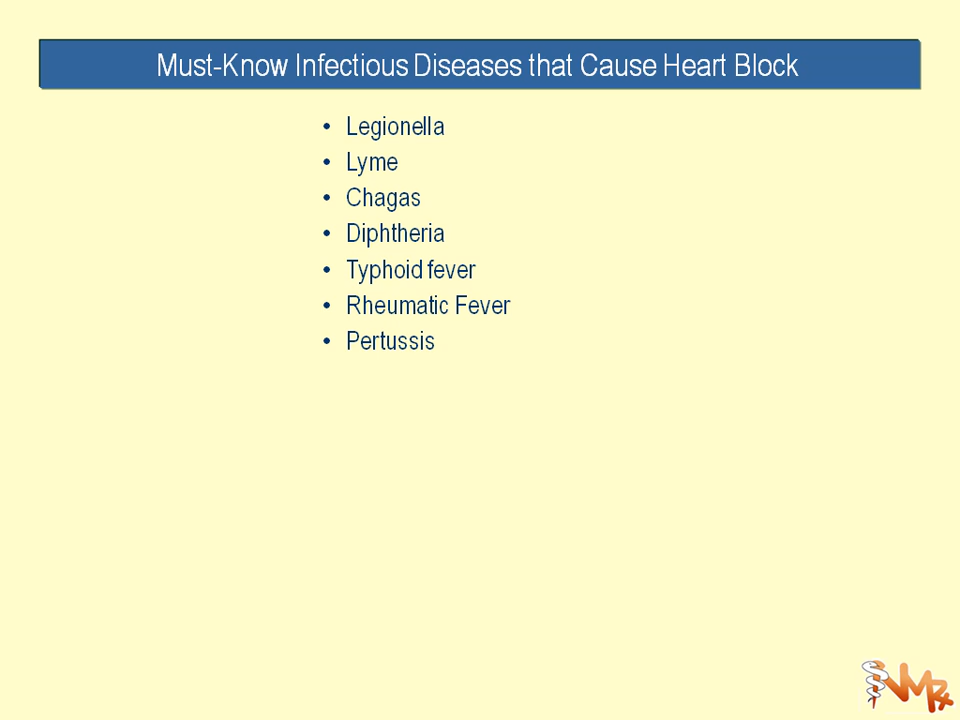 Must-Know Infectious Diseases that Cause Heart Block
• Legionella
• Lyme
• Chagas
• Diphtheria
• Typhoid fever
• Rheumatic Fever
• Pertussis